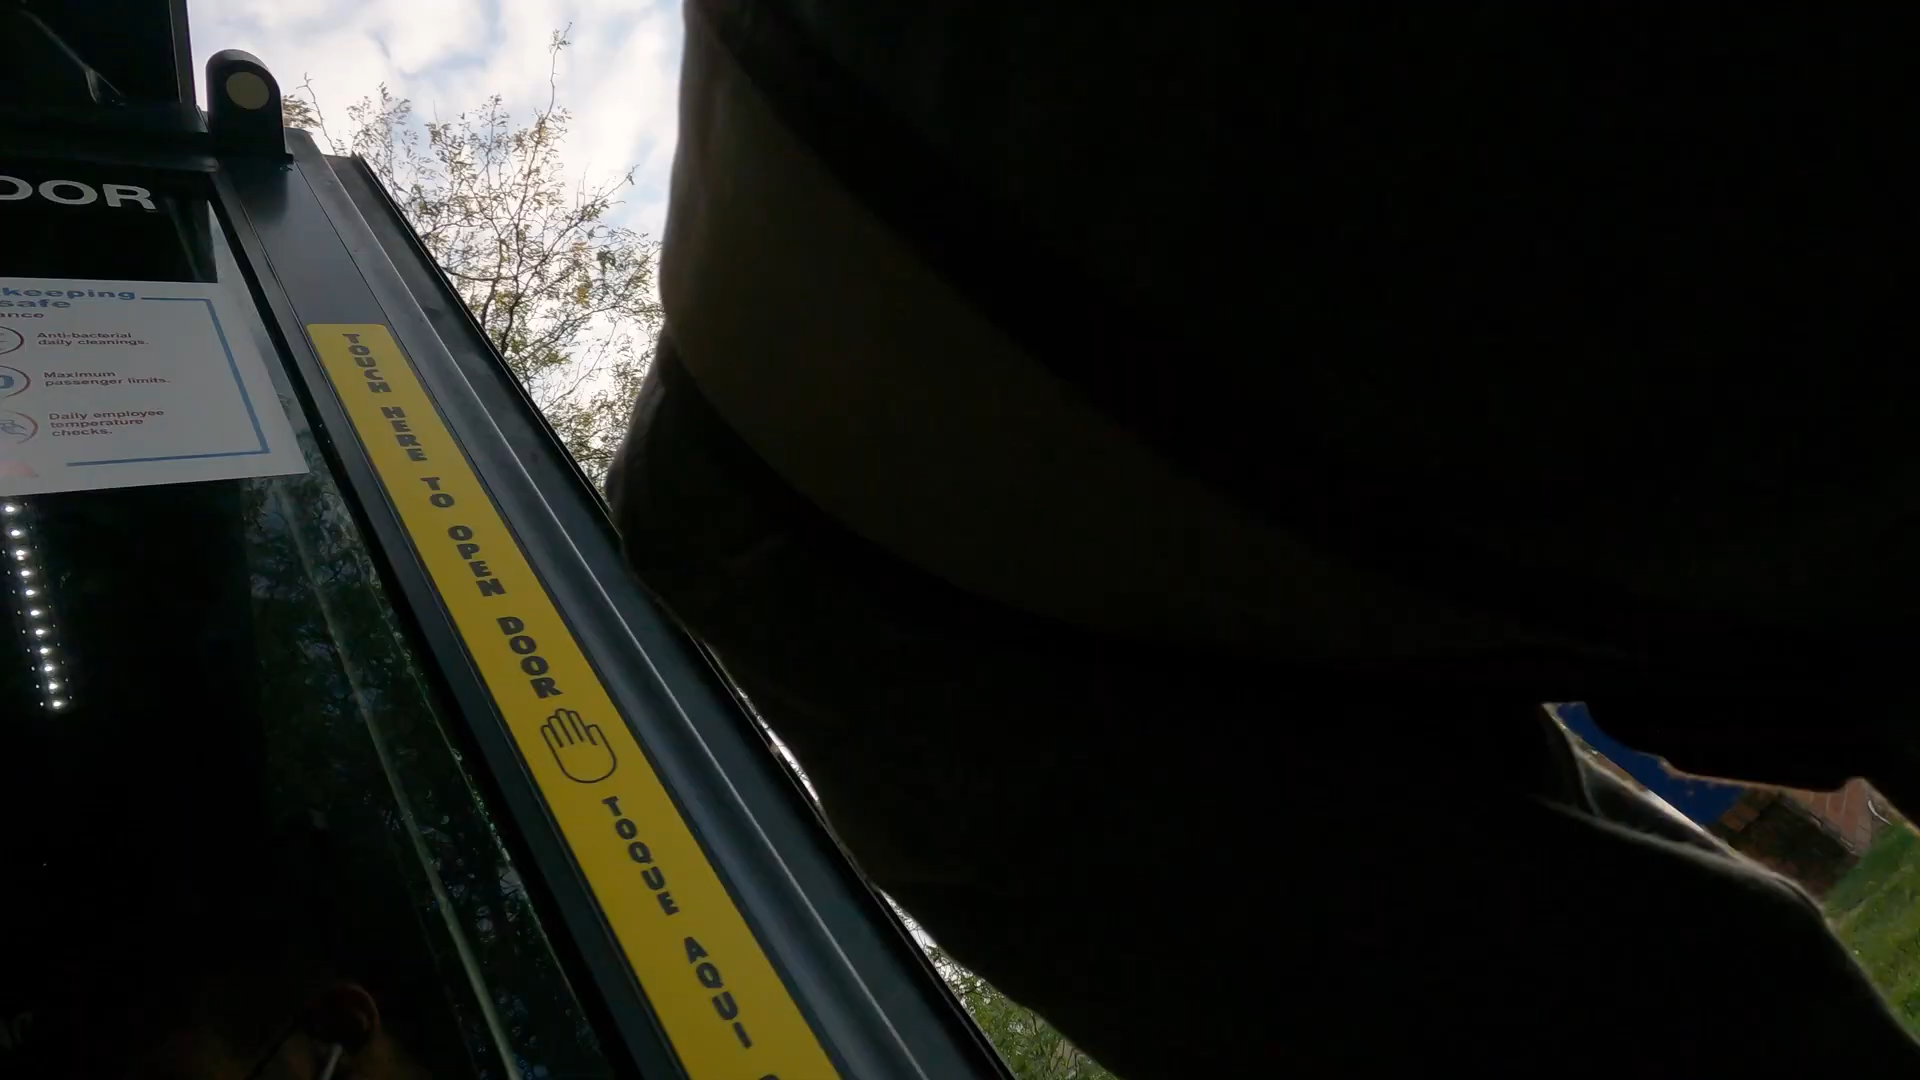 OOR
keeping
safe
ance
Anti-bacterial
daily cleanings.
Maximum
passenger limits.
Daily employee
temperature
checks.
TOUCH HERE TO OPEN DOOR TOQUE AQUI